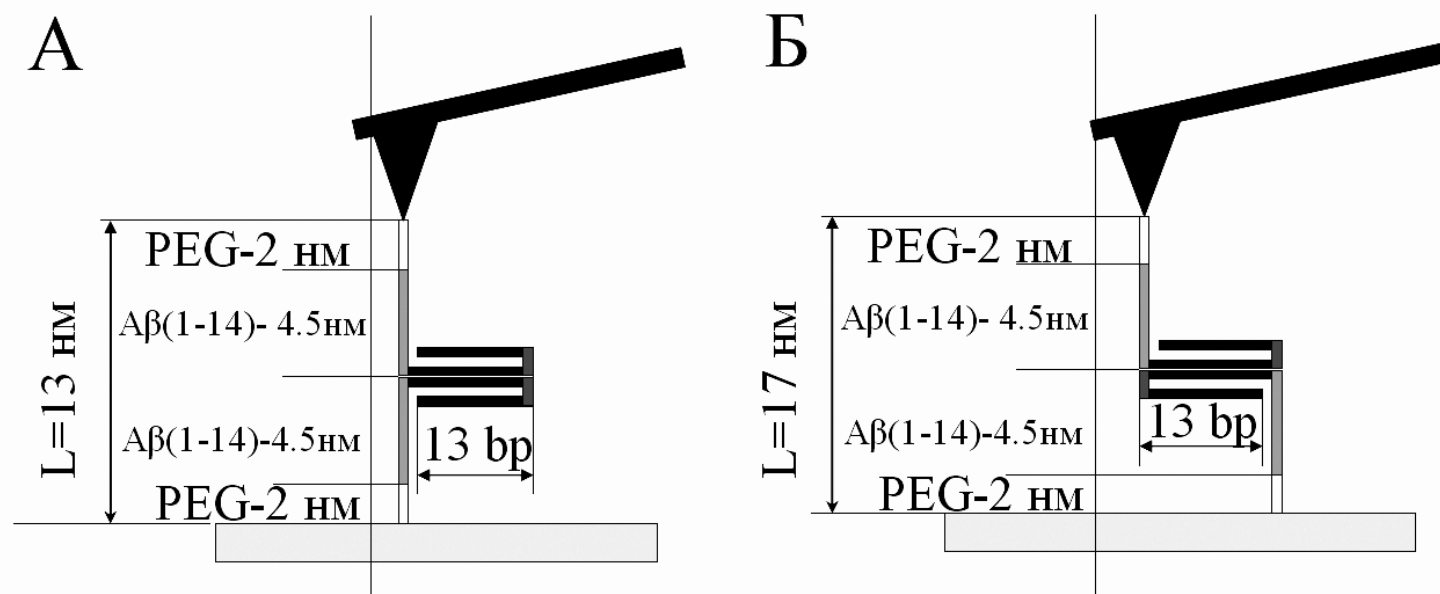 А
PEG-2 нм
Aβ(1-14)- 4.5нм
L=13 нм
Aβ(1-14)-4.5нм
13 bp
PEG-2 нм
Б
PEG-2 нм
Aβ(1-14)- 4.5нм
L=17 нм
Aβ(1-14)-4.5нм
13 bp
PEG-2 нм